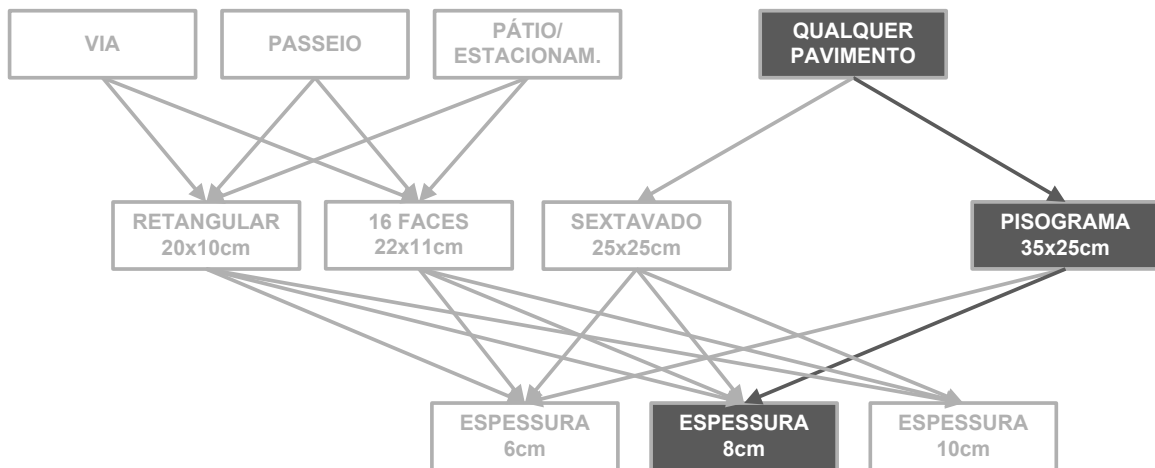 VIA
PASSEIO
PÁTIO/
ESTACIONAM.
QUALQUER
PAVIMENTO
RETANGULAR
20x10cm
16 FACES
22x11cm
SEXTAVADO
25x25cm
PISOGRAMA
35x25cm
ESPESSURA
6cm
ESPESSURA
8cm
ESPESSURA
10cm